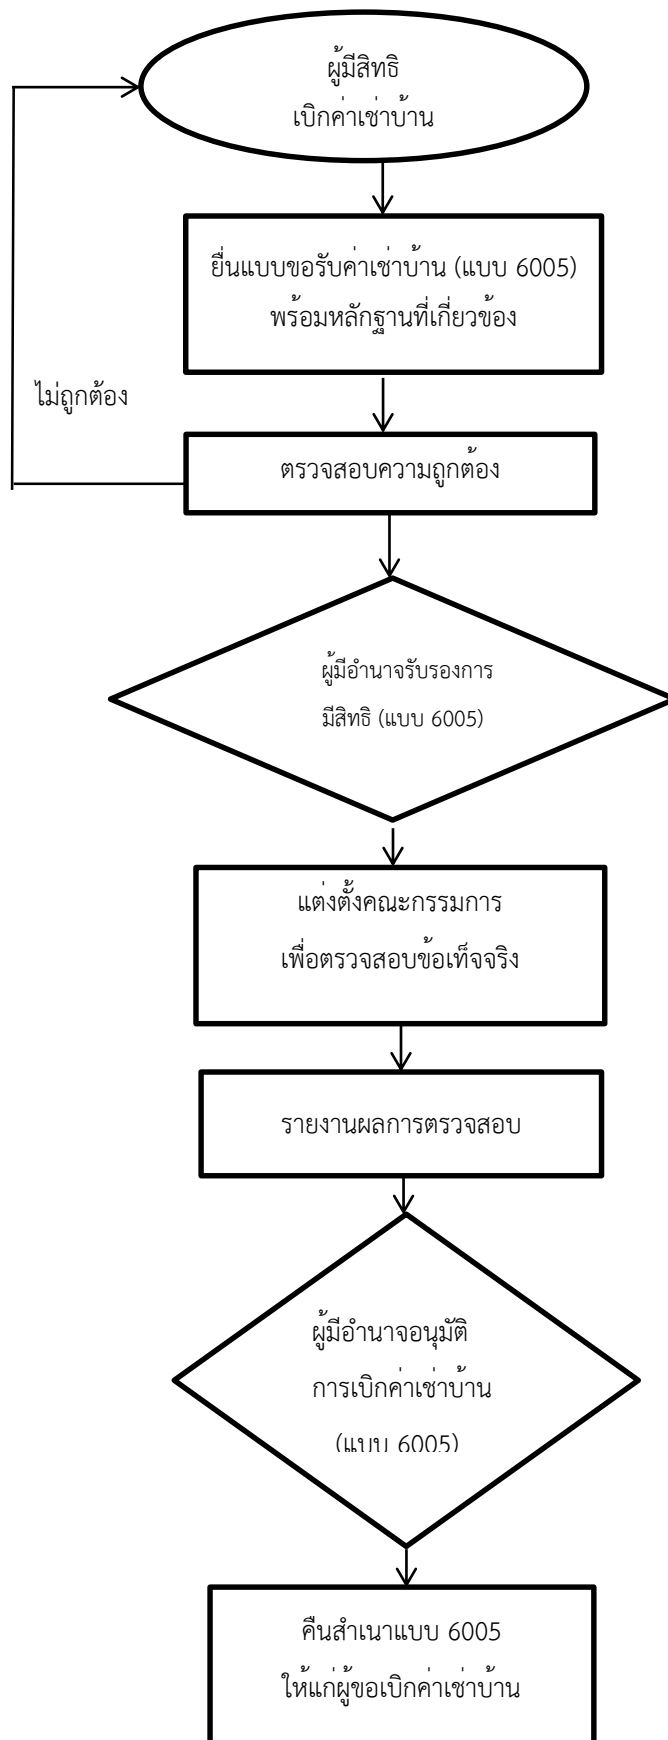 ผู้มีสิทธิ
เบิกค่าเช่าบ้าน
ยื่นแบบขอรับค่าเช่าบ้าน (แบบ 6005)
พร้อมหลักฐานที่เกี่ยวข้อง
ไม่ถูกต้อง
ตรวจสอบความถูกต้อง
ผู้มีอำนาจรับรองการ
มีสิทธิ (แบบ 6005)
แต่งตั้งคณะกรรมการ
เพื่อตรวจสอบข้อเท็จจริง
รายงานผลการตรวจสอบ
ผู้มีอำนาจอนุมัติ
การเบิกค่าเช่าบ้าน
(แบบ 6005)
คืนสำเนาแบบ 6005
ให้แก่ผู้ขอเบิกค่าเช่าบ้าน